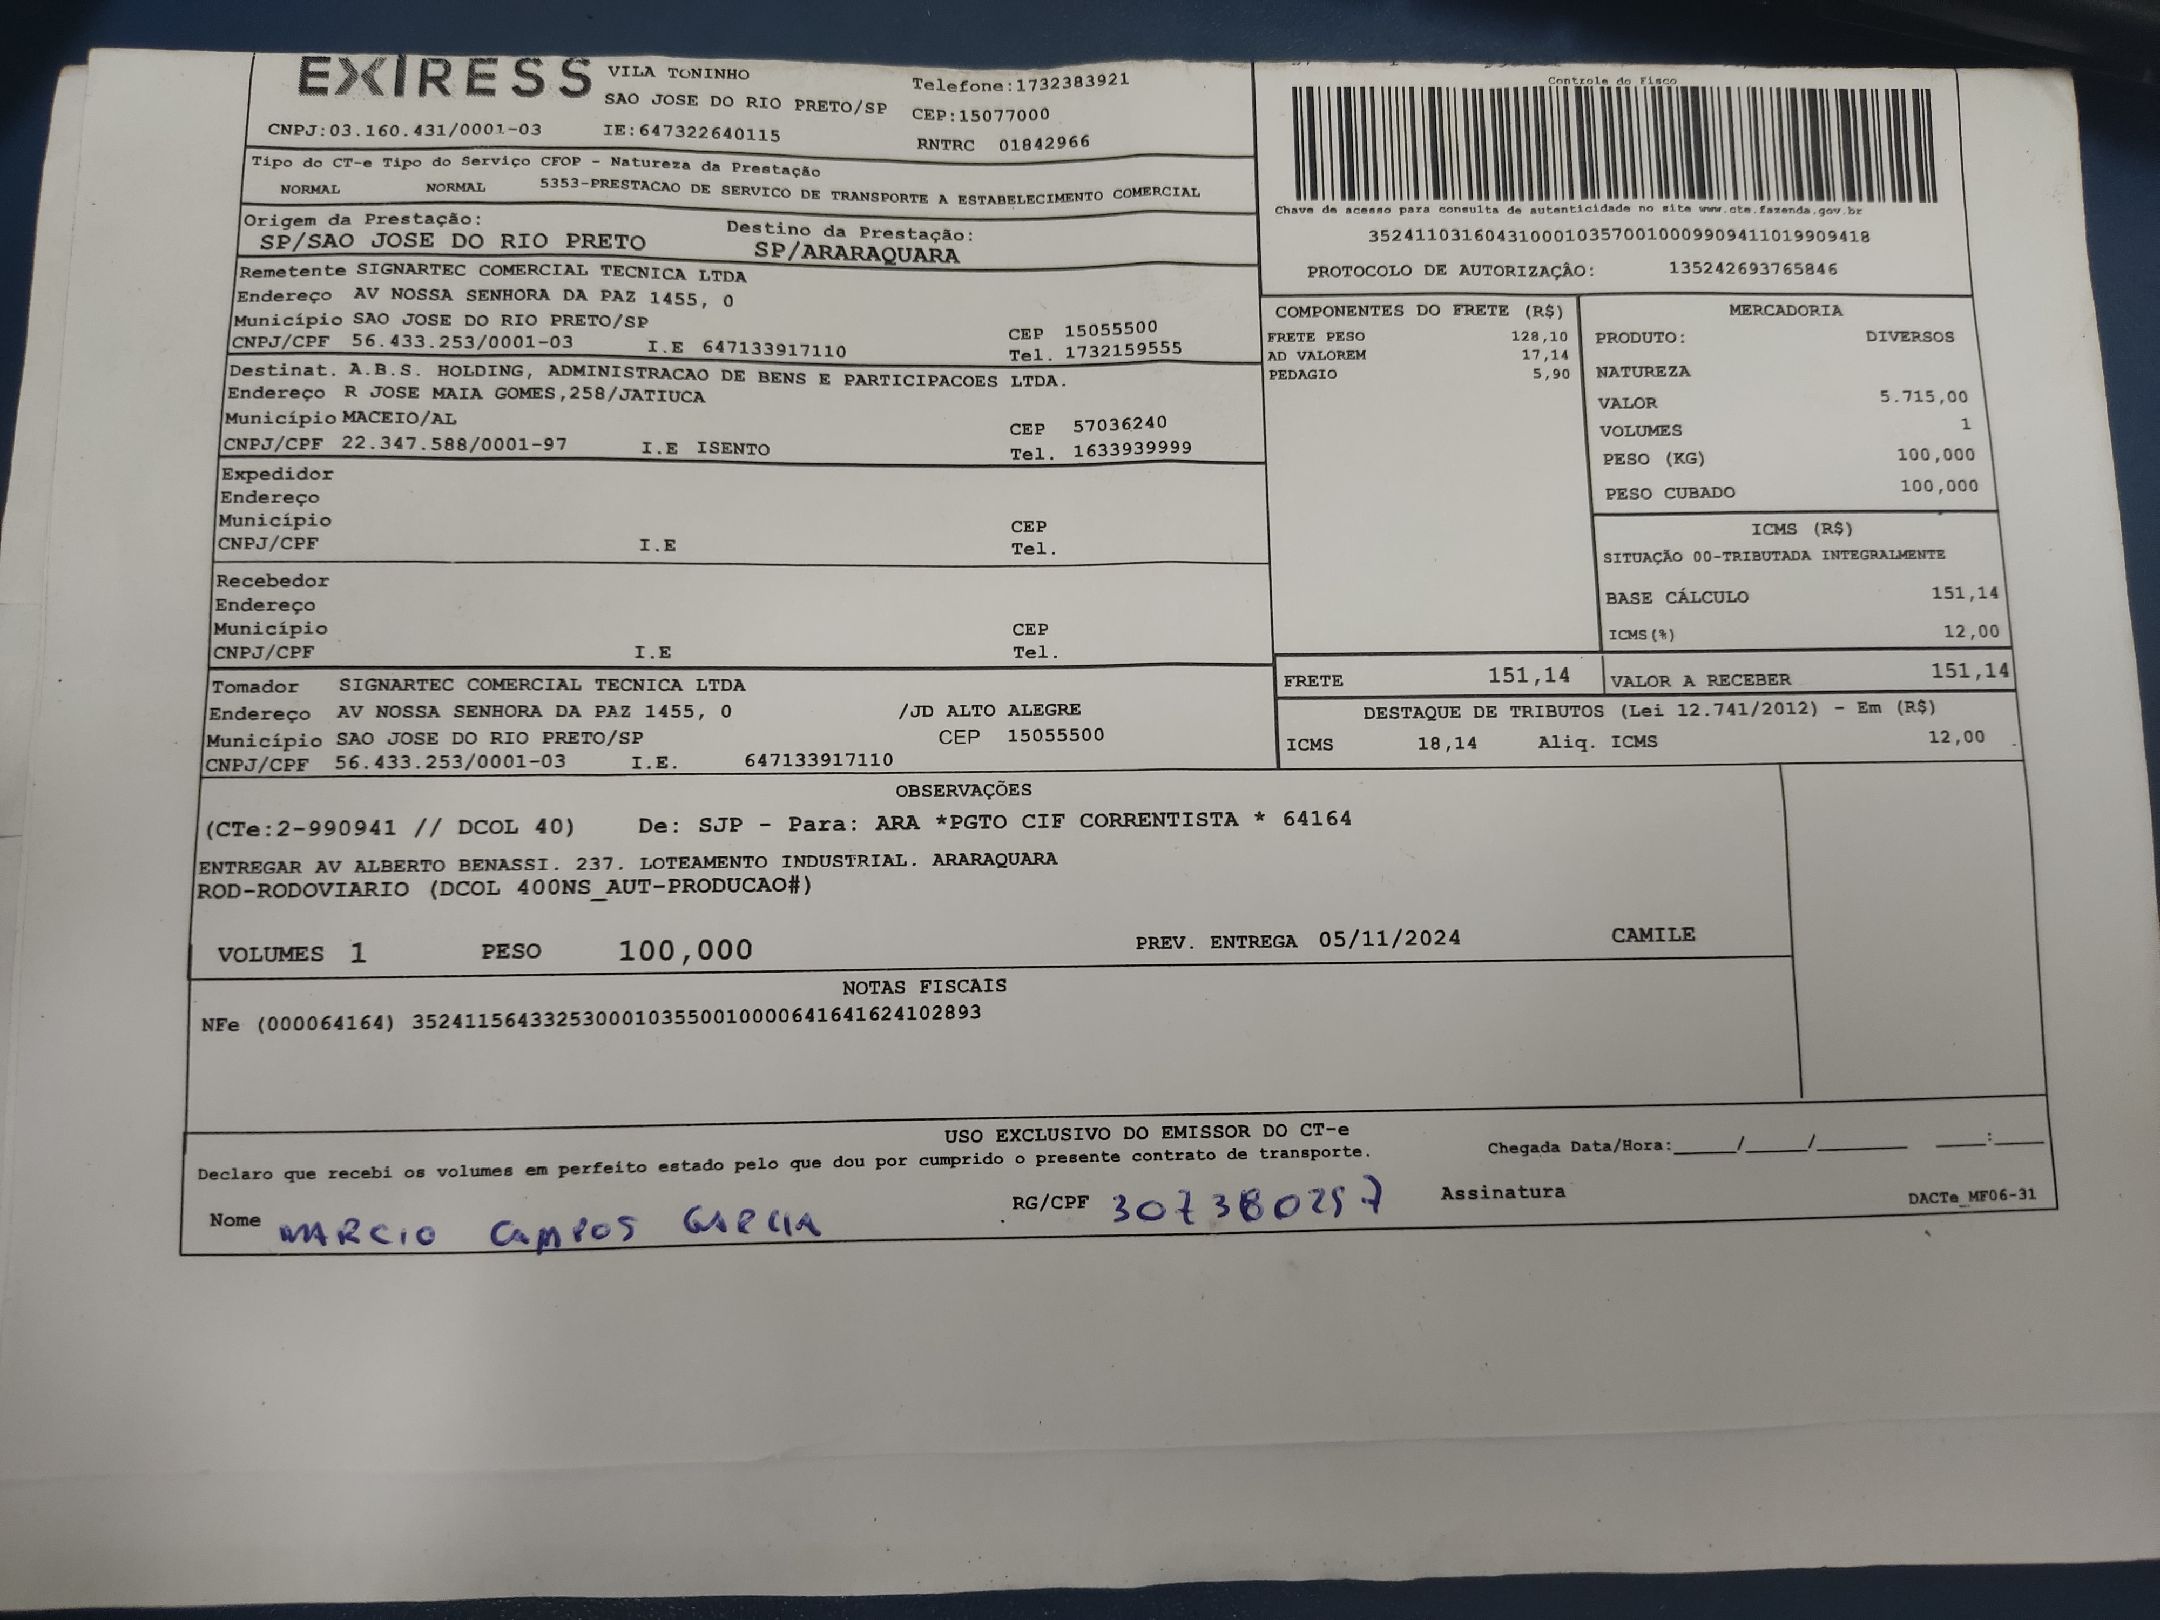 EXPRESS VILA TONINHO Telefone:1732383921
SAO JOSE DO RIO PRETO/SP CEP:15077000
CNPJ:03.160.431/0001-03 IE:647322640115 RNTRC 01842966
Tipo do CT-e Tipo do Serviço CFOP - Natureza da Prestação
NORMAL NORMAL 5353-PRESTACAO DE SERVICO DE TRANSPORTE A ESTABELECIMENTO COMERCIAL
Origem da Prestação: Destino da Prestação:
SP/SAO JOSE DO RIO PRETO SP/ARARAQUARA
Controle do Fisco
Chave de acesso para consulta de autenticidade no site www.cte.fazenda.gov.br
35241103160431000103570010009909411019909418
PROTOCOLO DE AUTORIZAÇÃO: 135242693765846
Remetente SIGNARTEC COMERCIAL TECNICA LTDA
Endereço AV NOSSA SENHORA DA PAZ 1455, 0
Município SAO JOSE DO RIO PRETO/SP CEP 15055500
CNPJ/CPF 56.433.253/0001-03 I.E 647133917110 Tel. 1732159555
Destinat. A.B.S. HOLDING, ADMINISTRACAO DE BENS E PARTICIPACOES LTDA.
Endereço R JOSE MAIA GOMES,258/JATIUCA
Município MACEIO/AL CEP 57036240
CNPJ/CPF 22.347.588/0001-97 I.E ISENTO Tel. 1633939999
Expedidor
Endereço
Município CEP
CNPJ/CPF I.E Tel.
Recebedor
Endereço
Município CEP
CNPJ/CPF I.E Tel.
Tomador SIGNARTEC COMERCIAL TECNICA LTDA
Endereço AV NOSSA SENHORA DA PAZ 1455, 0 /JD ALTO ALEGRE
Município SAO JOSE DO RIO PRETO/SP CEP 15055500
CNPJ/CPF 56.433.253/0001-03 I.E. 647133917110
COMPONENTES DO FRETE (R$)
FRETE PESO 128,10
AD VALOREM 17,14
PEDAGIO 5,90
MERCADORIA
PRODUTO: DIVERSOS
NATUREZA
VALOR 5.715,00
VOLUMES 1
PESO (KG) 100,000
PESO CUBADO 100,000
ICMS (R$)
SITUAÇÃO 00-TRIBUTADA INTEGRALMENTE
BASE CÁLCULO 151,14
ICMS(%) 12,00
FRETE 151,14 VALOR A RECEBER 151,14
DESTAQUE DE TRIBUTOS (Lei 12.741/2012) - Em (R$)
ICMS 18,14 Aliq. ICMS 12,00
OBSERVAÇÕES
(CTe:2-990941 // DCOL 40) De: SJP - Para: ARA *PGTO CIF CORRENTISTA * 64164
ENTREGAR AV ALBERTO BENASSI. 237. LOTEAMENTO INDUSTRIAL. ARARAQUARA
ROD-RODOVIARIO (DCOL 400NS_AUT-PRODUCAO#)
VOLUMES 1 PESO 100,000 PREV. ENTREGA 05/11/2024 CAMILE
NOTAS FISCAIS
NFe (000064164) 35241156433253000103550010000641641624102893
USO EXCLUSIVO DO EMISSOR DO CT-e
Declaro que recebi os volumes em perfeito estado pelo que dou por cumprido o presente contrato de transporte. Chegada Data/Hora:_____/_____/_______ ____:____
Nome MARCIO CAMPOS GARCIA RG/CPF 307380257 Assinatura DACTe_MF06-31